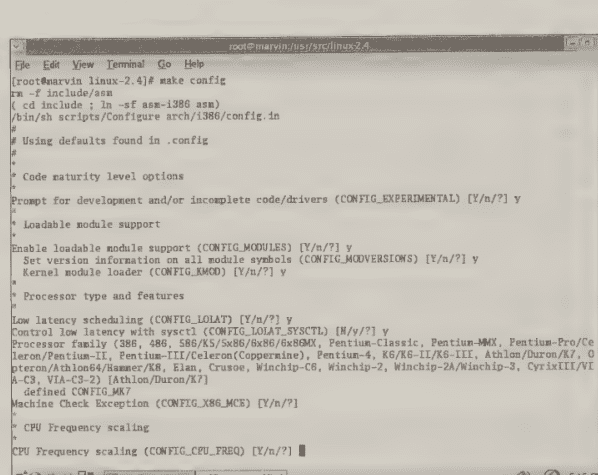 root@marvin:/usr/src/linux-2.4
File Edit View Terminal Go Help
[root@marvin linux-2.4]# make config
rm -f include/asm
( cd include ; ln -sf asm-i386 asm)
/bin/sh scripts/Configure arch/i386/config.in
#
# Using defaults found in .config
#
*
* Code maturity level options
*
Prompt for development and/or incomplete code/drivers (CONFIG_EXPERIMENTAL) [Y/n/?] y
*
* Loadable module support
*
Enable loadable module support (CONFIG_MODULES) [Y/n/?] y
Set version information on all module symbols (CONFIG_MODVERSIONS) [Y/n/?] y
Kernel module loader (CONFIG_KMOD) [Y/n/?] y
*
* Processor type and features
*
Low latency scheduling (CONFIG_LOLAT) [Y/n/?] y
Control low latency with sysctl (CONFIG_LOLAT_SYSCTL) [N/y/?] y
Processor family (386, 486, 586/K5/5x86/6x86/6x86MX, Pentium-Classic, Pentium-MMX, Pentium-Pro/Ce
leron/Pentium-II, Pentium-III/Celeron(Coppermine), Pentium-4, K6/K6-II/K6-III, Athlon/Duron/K7, O
pteron/Athlon64/Hammer/K8, Elan, Crusoe, Winchip-C6, Winchip-2, Winchip-2A/Winchip-3, CyrixIII/VI
A-C3, VIA-C3-2) [Athlon/Duron/K7]
defined CONFIG_MK7
Machine Check Exception (CONFIG_X86_MCE) [Y/n/?]
*
* CPU Frequency scaling
*
CPU Frequency scaling (CONFIG_CPU_FREQ) [Y/n/?]